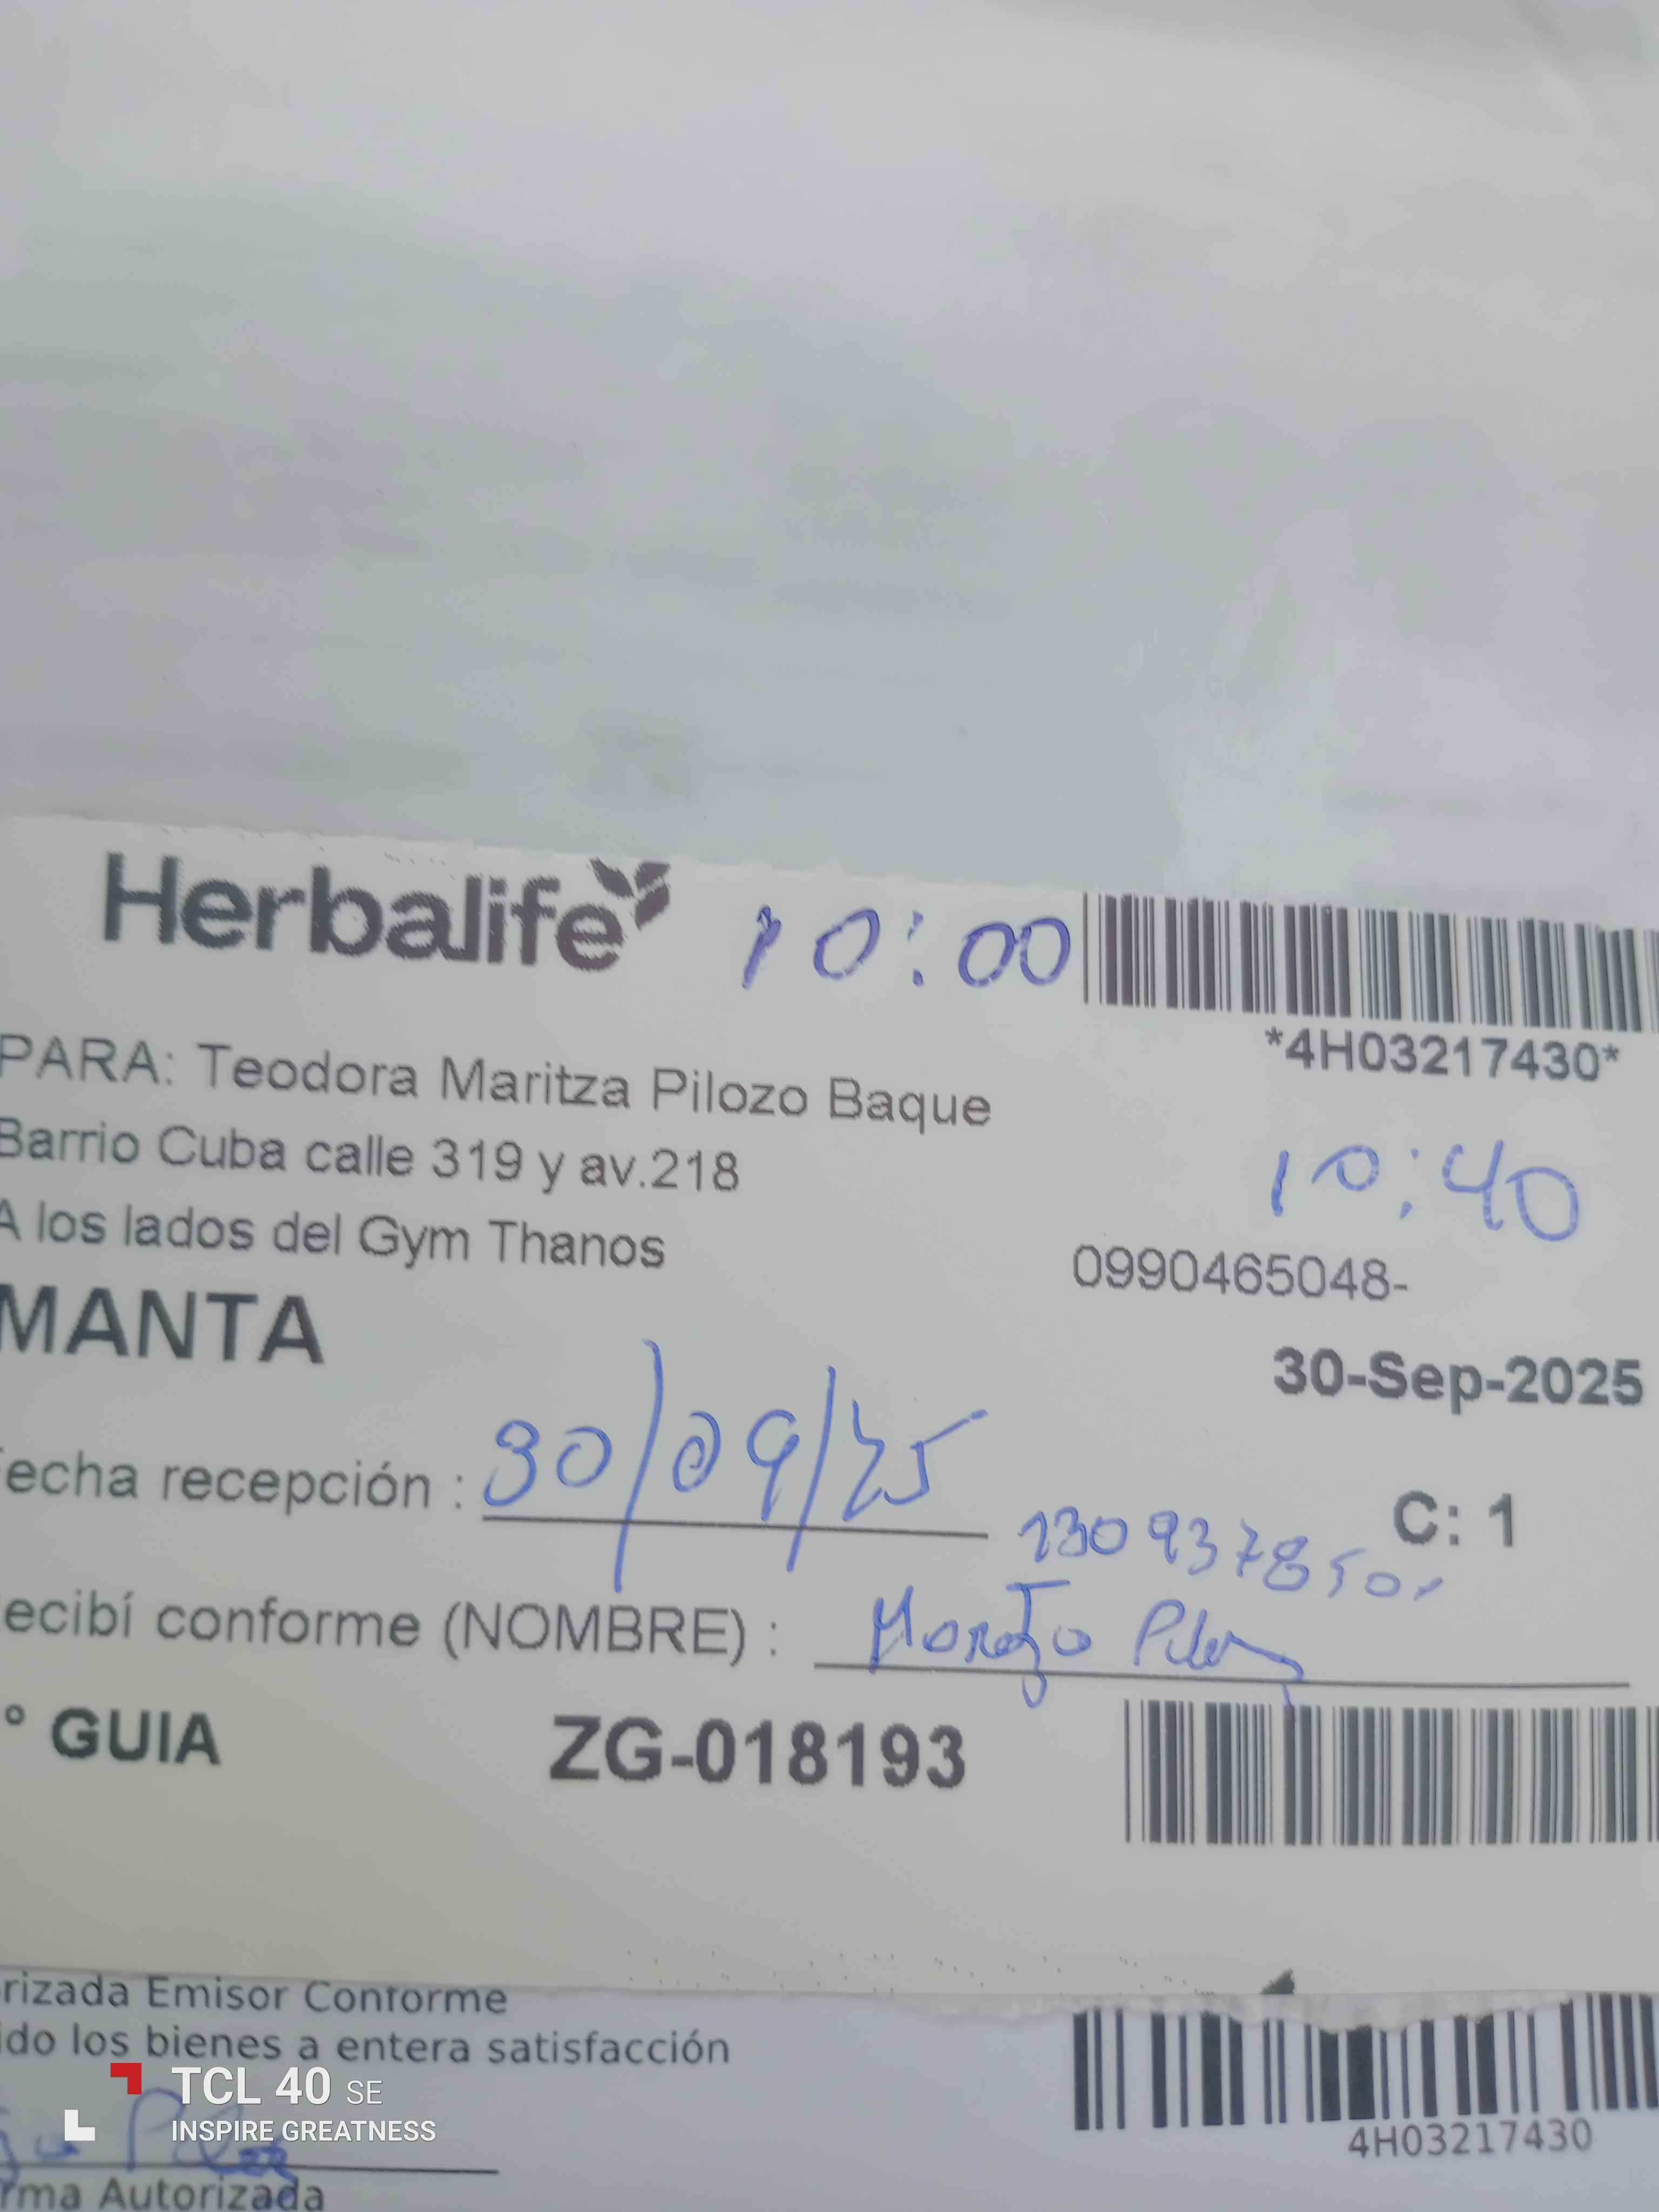 Herbalife 10:00
*4H03217430*
PARA: Teodora Maritza Pilozo Baque
Barrio Cuba calle 319 y av.218
10:40
A los lados del Gym Thanos
0990465048-
MANTA
30-Sep-2025
echa recepción : 30/09/25
C: 1
ecibí conforme (NOMBRE) :
° GUIA ZG-018193
rizada Emisor Conforme
ido los bienes a entera satisfacción
TCL 40 SE
INSPIRE GREATNESS
4H03217430
rma Autorizada